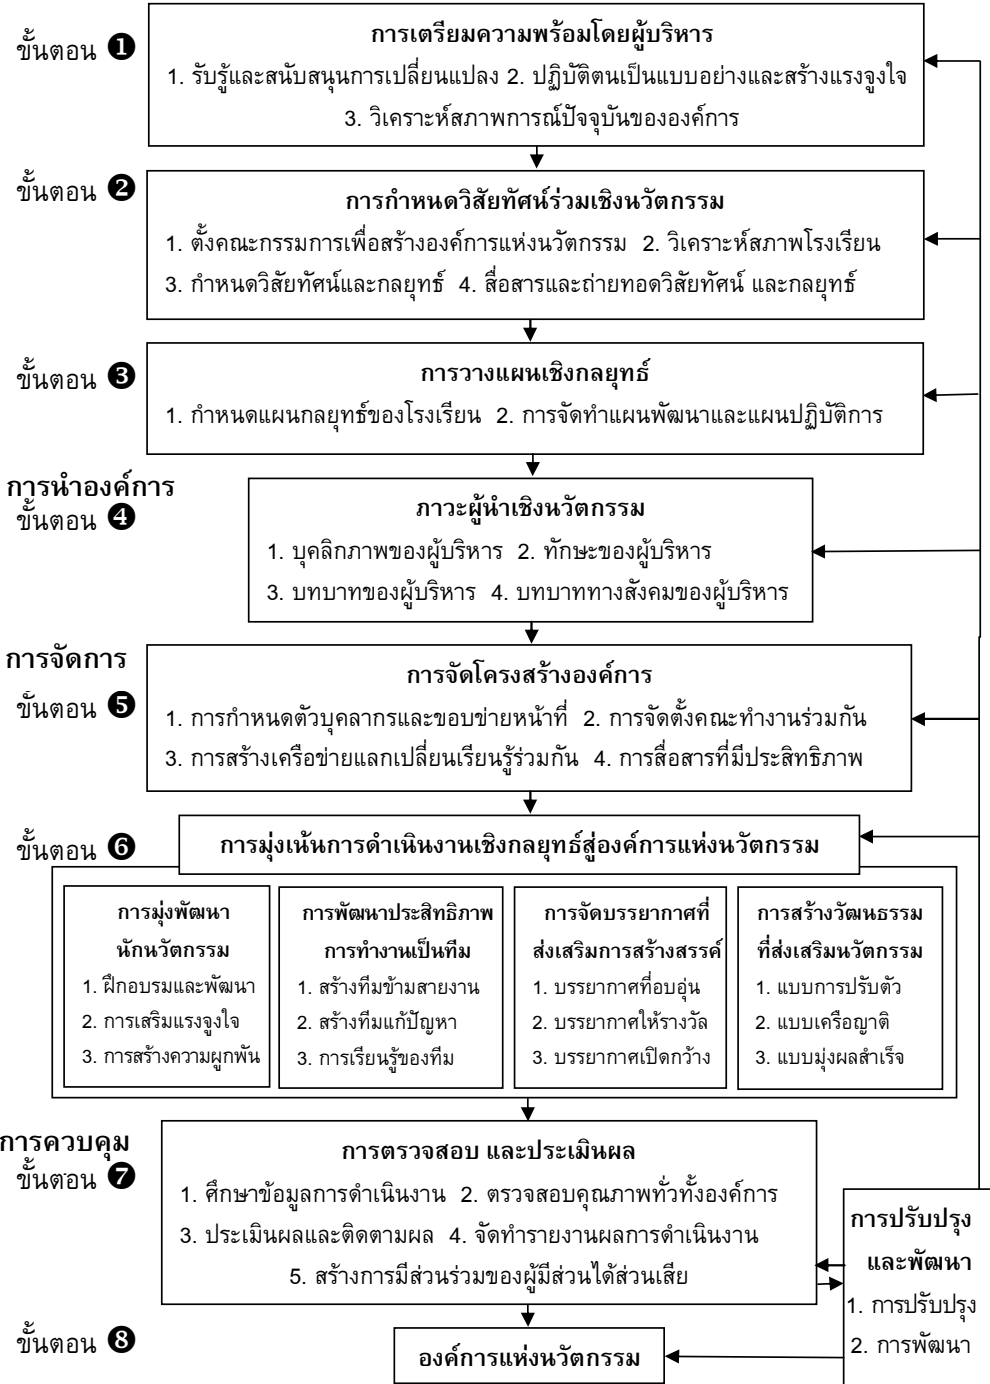 ขั้นตอน ❶
การเตรียมความพร้อมโดยผู้บริหาร
1. รับรู้และสนับสนุนการเปลี่ยนแปลง 2. ปฏิบัติตนเป็นแบบอย่างและสร้างแรงจูงใจ
3. วิเคราะห์สภาพการณ์ปัจจุบันขององค์การ
ขั้นตอน ❷
การกำหนดวิสัยทัศน์ร่วมเชิงนวัตกรรม
1. ตั้งคณะกรรมการเพื่อสร้างองค์การแห่งนวัตกรรม 2. วิเคราะห์สภาพโรงเรียน
3. กำหนดวิสัยทัศน์และกลยุทธ์ 4. สื่อสารและถ่ายทอดวิสัยทัศน์ และกลยุทธ์
ขั้นตอน ❸
การวางแผนเชิงกลยุทธ์
1. กำหนดแผนกลยุทธ์ของโรงเรียน 2. การจัดทำแผนพัฒนาและแผนปฏิบัติการ
การนำองค์การ
ขั้นตอน ❹
ภาวะผู้นำเชิงนวัตกรรม
1. บุคลิกภาพของผู้บริหาร 2. ทักษะของผู้บริหาร
3. บทบาทของผู้บริหาร 4. บทบาททางสังคมของผู้บริหาร
การจัดการ
ขั้นตอน ❺
การจัดโครงสร้างองค์การ
1. การกำหนดตัวบุคลากรและขอบข่ายหน้าที่ 2. การจัดตั้งคณะทำงานร่วมกัน
3. การสร้างเครือข่ายแลกเปลี่ยนเรียนรู้ร่วมกัน 4. การสื่อสารที่มีประสิทธิภาพ
ขั้นตอน ❻
การมุ่งเน้นการดำเนินงานเชิงกลยุทธ์สู่องค์การแห่งนวัตกรรม
การมุ่งพัฒนา
นักนวัตกรรม
1. ฝึกอบรมและพัฒนา
2. การเสริมแรงจูงใจ
3. การสร้างความผูกพัน
การพัฒนาประสิทธิภาพ
การทำงานเป็นทีม
1. สร้างทีมข้ามสายงาน
2. สร้างทีมแก้ปัญหา
3. การเรียนรู้ของทีม
การจัดบรรยากาศที่
ส่งเสริมการสร้างสรรค์
1. บรรยากาศที่อบอุ่น
2. บรรยากาศให้รางวัล
3. บรรยากาศเปิดกว้าง
การสร้างวัฒนธรรม
ที่ส่งเสริมนวัตกรรม
1. แบบการปรับตัว
2. แบบเครือญาติ
3. แบบมุ่งผลสำเร็จ
การควบคุม
ขั้นตอน ❼
การตรวจสอบ และประเมินผล
1. ศึกษาข้อมูลการดำเนินงาน 2. ตรวจสอบคุณภาพทั่วทั้งองค์การ
3. ประเมินผลและติดตามผล 4. จัดทำรายงานผลการดำเนินงาน
5. สร้างการมีส่วนร่วมของผู้มีส่วนได้ส่วนเสีย
การปรับปรุง
และพัฒนา
1. การปรับปรุง
2. การพัฒนา
ขั้นตอน ❽
องค์การแห่งนวัตกรรม